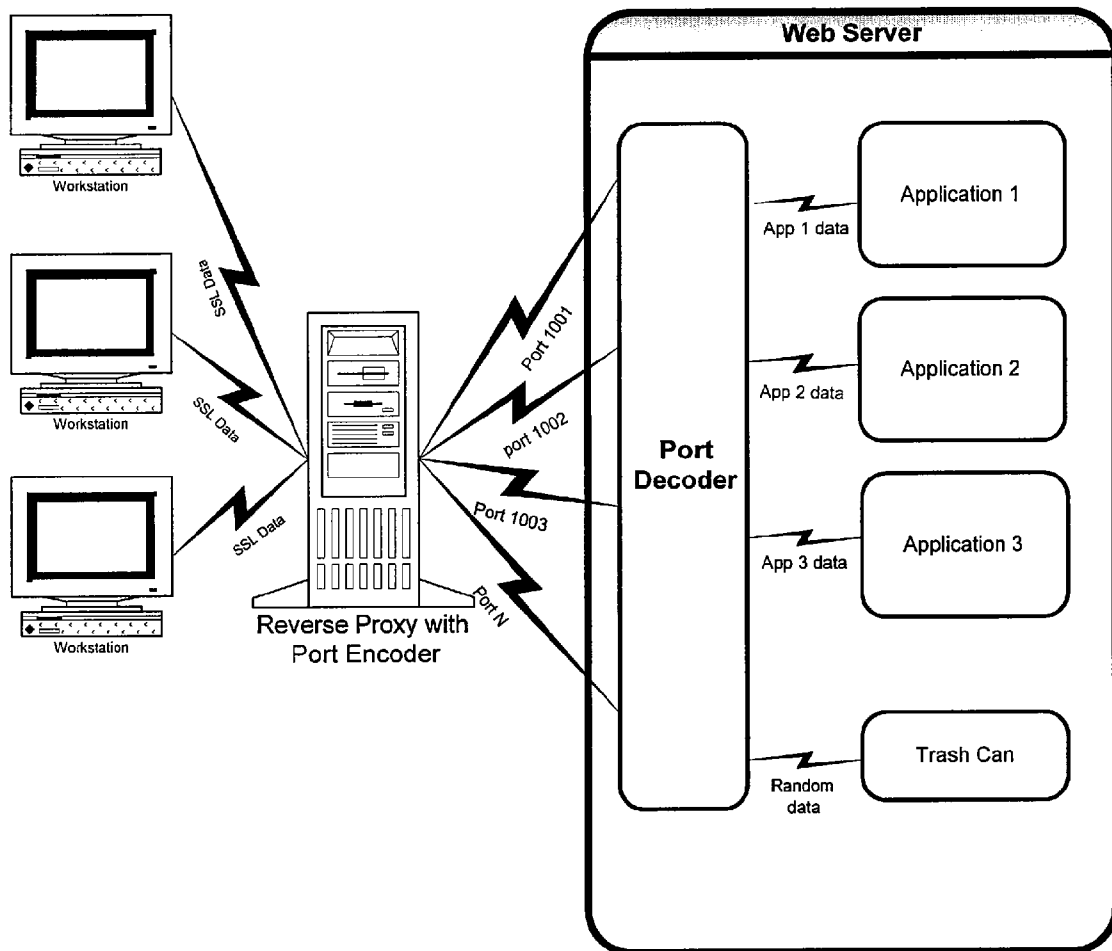 Web Server
Workstation
SSL Data
Workstation
SSL Data
Workstation
SSL Data
Reverse Proxy with
Port Encoder
Port 1001
port 1002
Port 1003
Port N
Port
Decoder
App 1 data
Application 1
App 2 data
Application 2
App 3 data
Application 3
Random
data
Trash Can